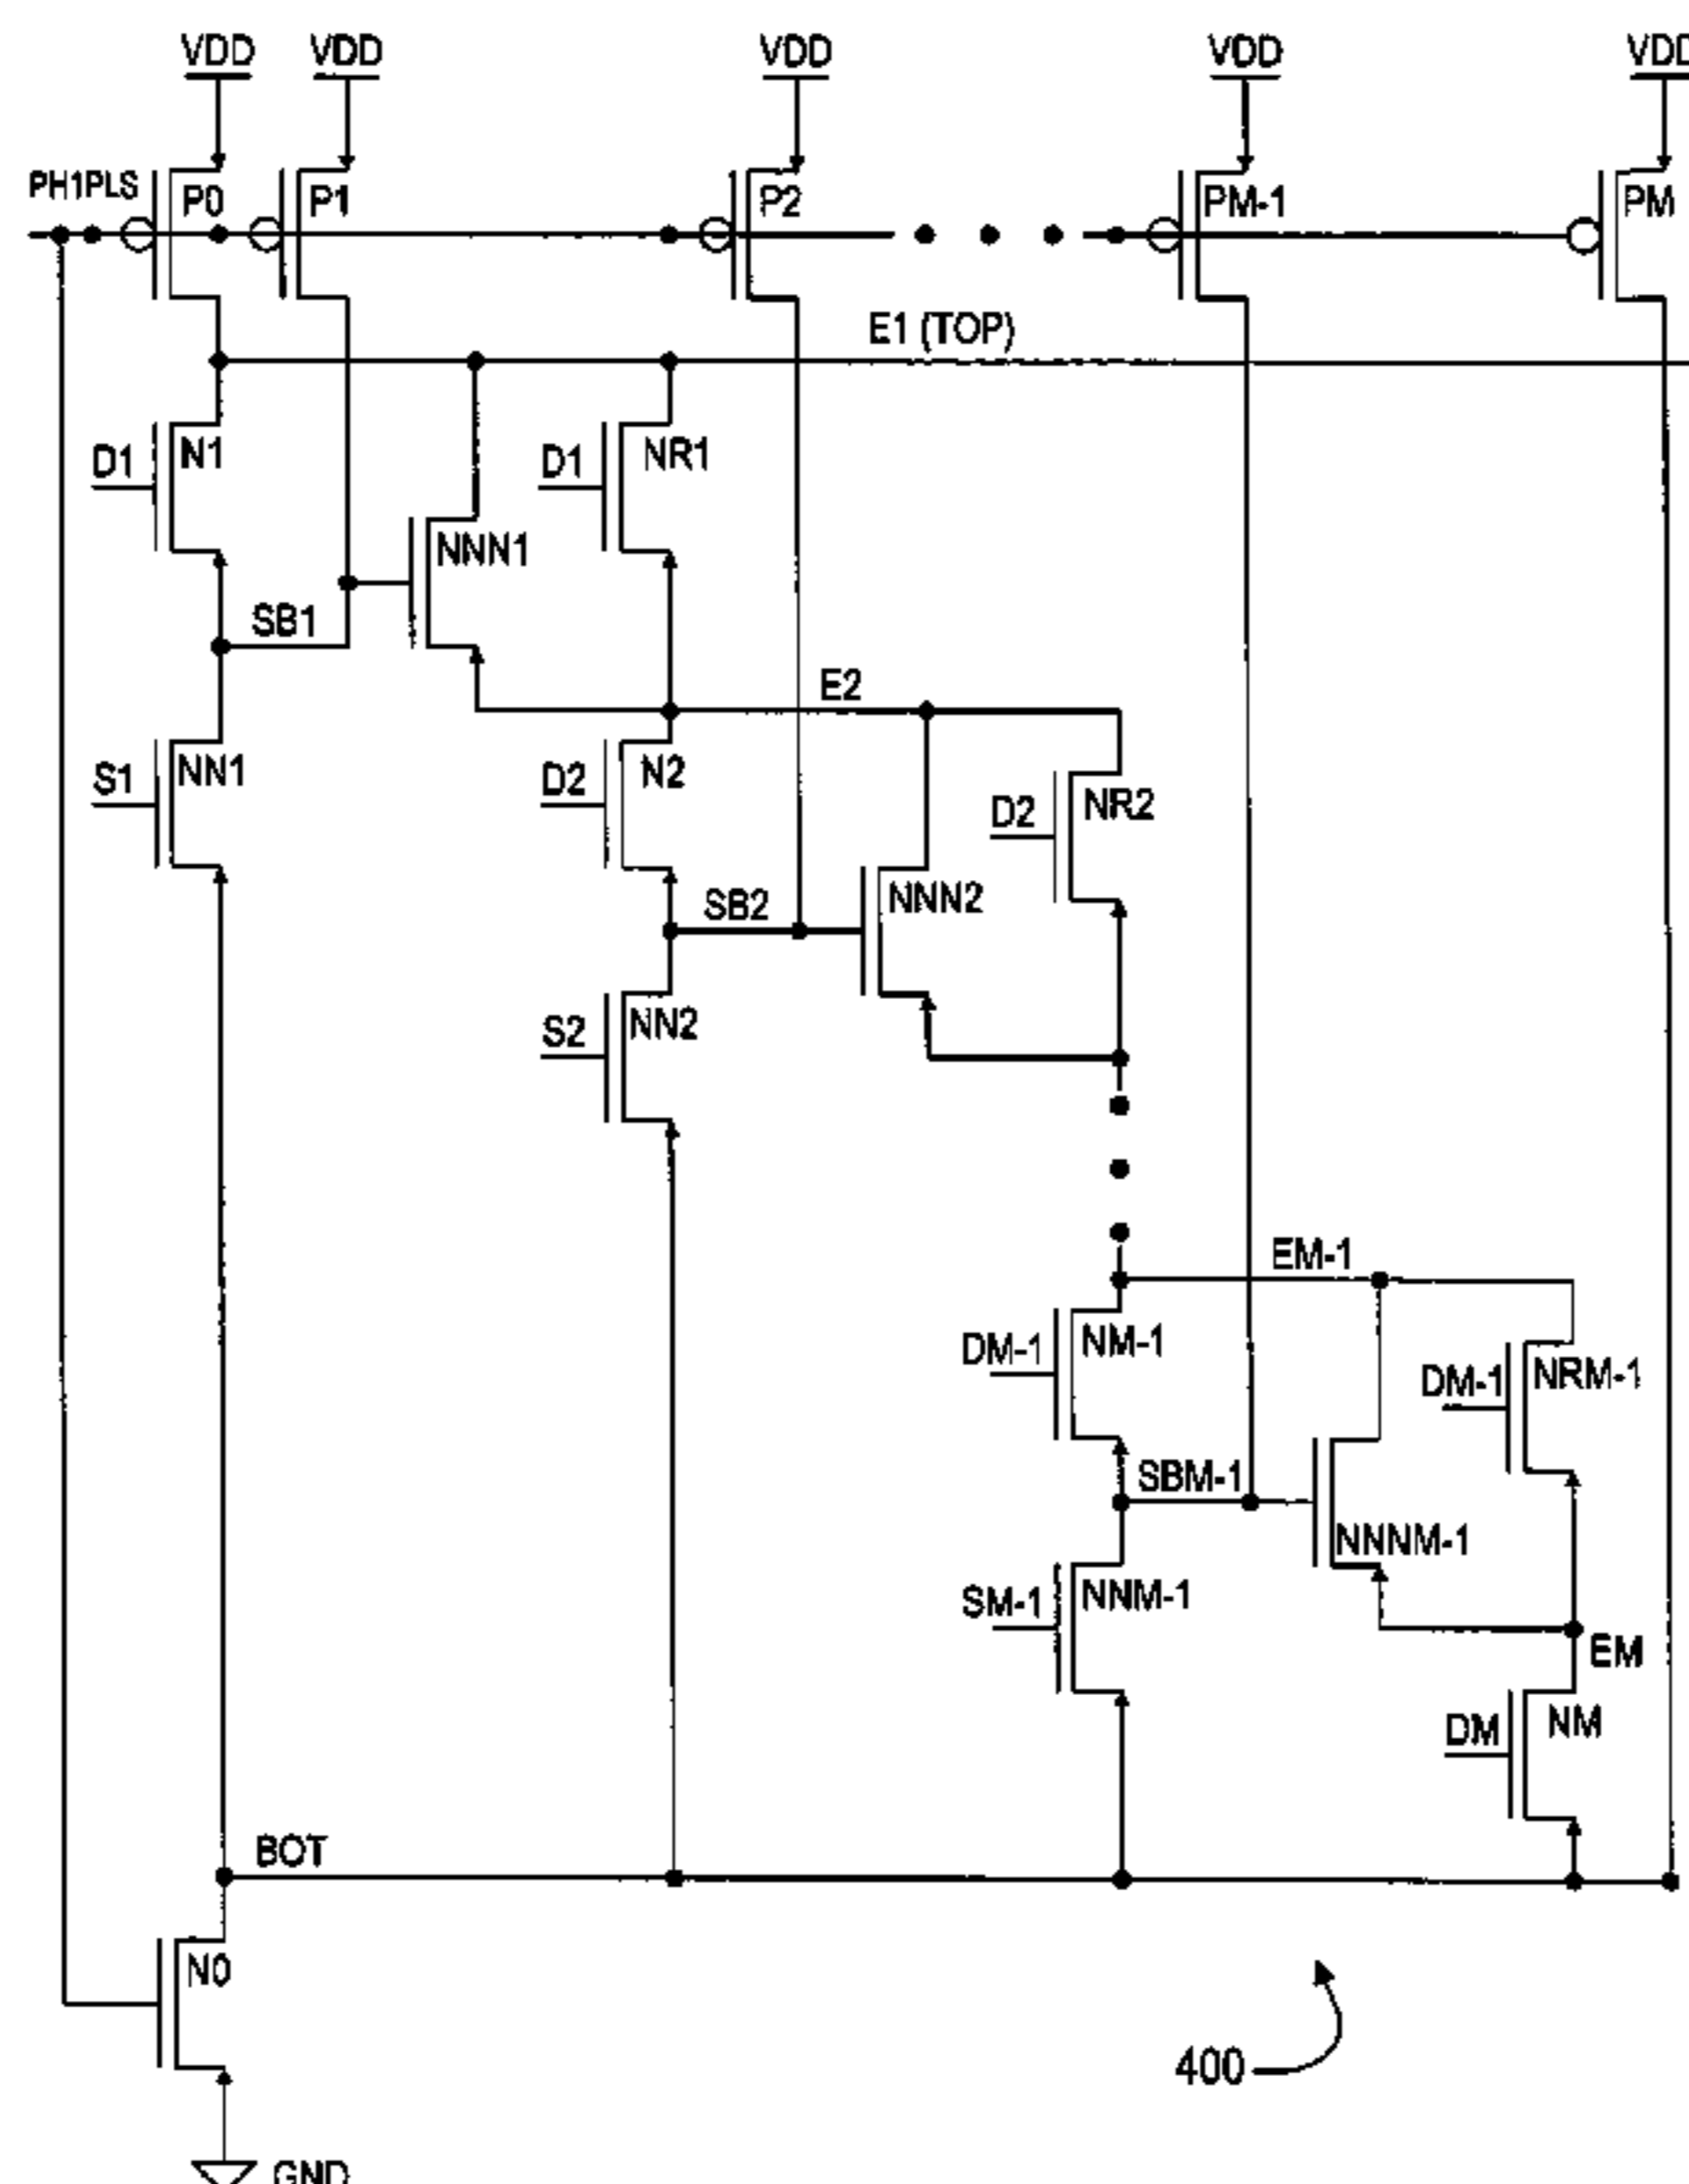 VDD VDD VDD VDD VDD
PH1PLS P0 P1 P2 PM-1 PM
E1 (TOP)
D1 N1 D1 NR1
NNN1
SB1
E2
S1 NN1 D2 N2 D2 NR2
SB2 NNN2
S2 NN2
EM-1
DM-1 NM-1 DM-1 NRM-1
SBM-1
NNNM-1
SM-1 NNM-1
EM
DM NM
BOT
N0
400
GND